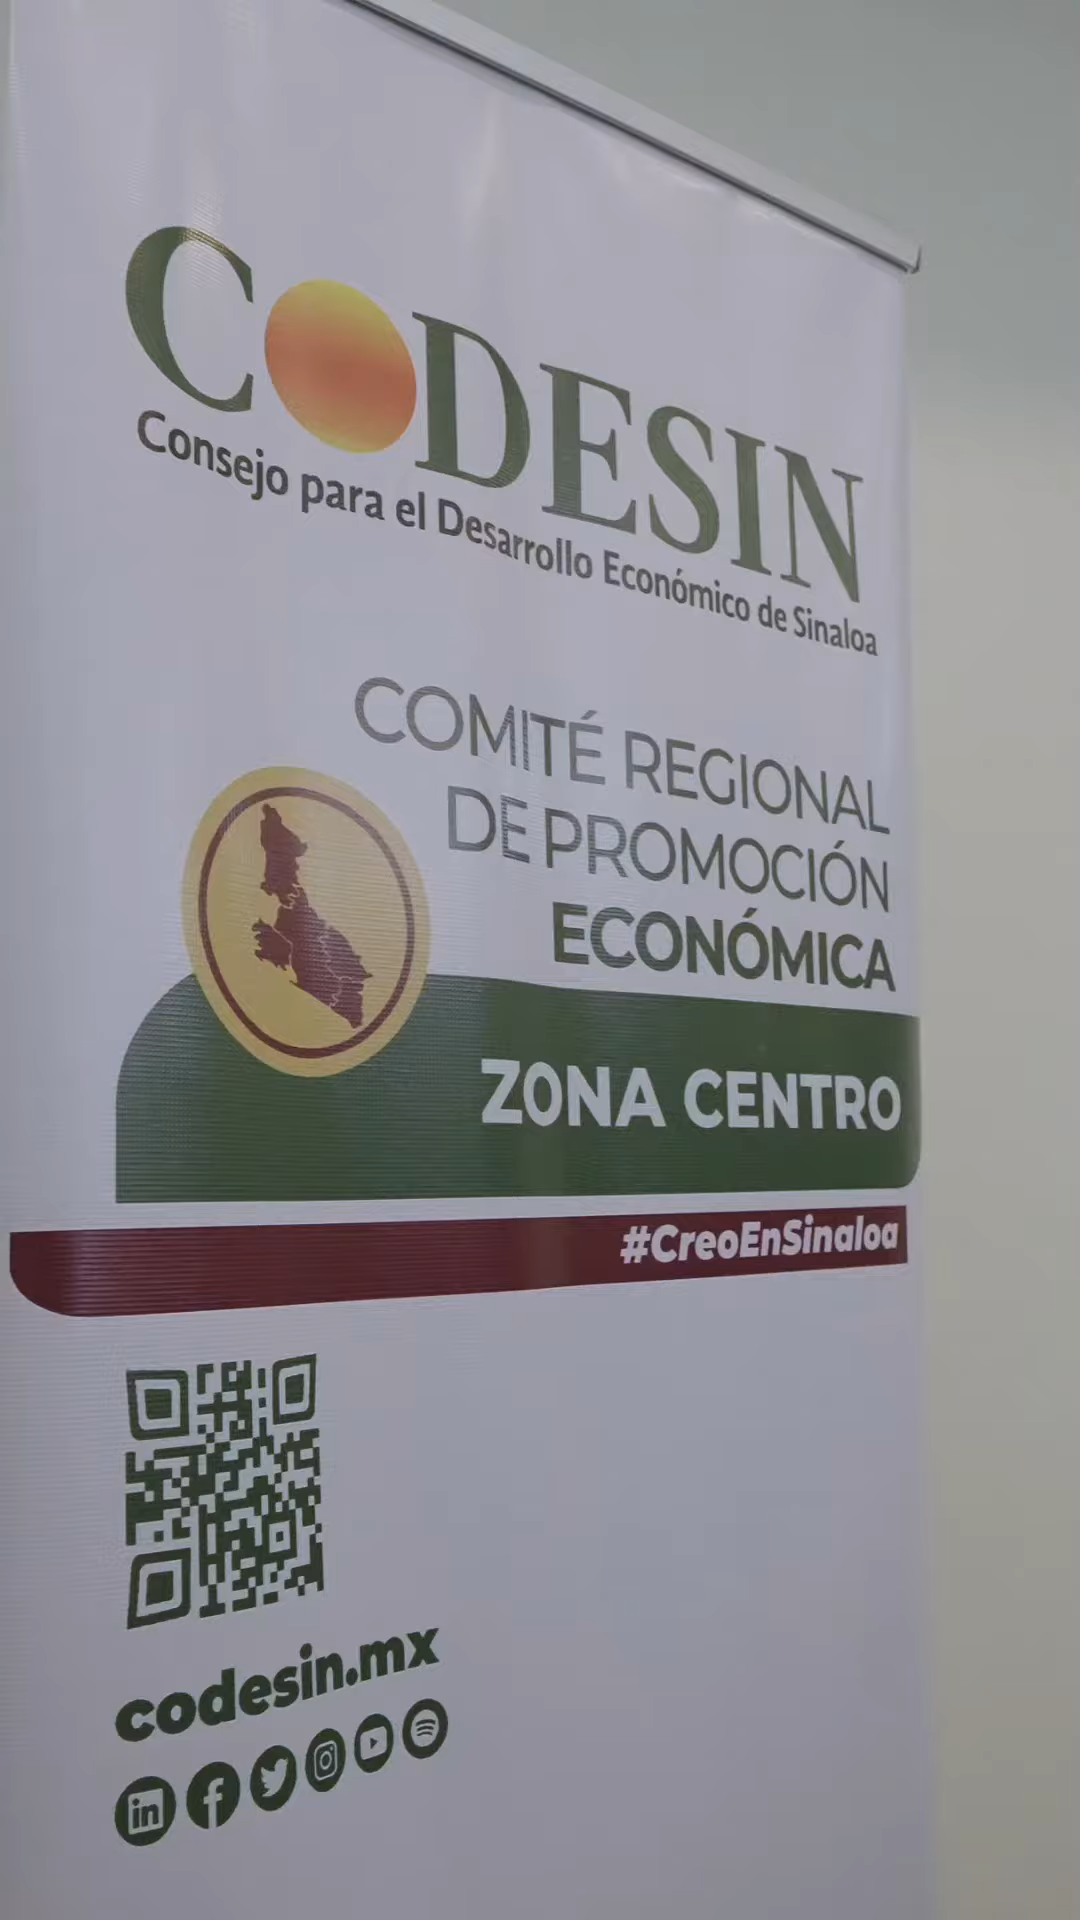 CODESIN
Consejo para el Desarrollo Económico de Sinaloa
COMITÉ REGIONAL
DE PROMOCIÓN
ECONÓMICA
ZONA CENTRO
#CreoEnSinaloa
codesin.mx